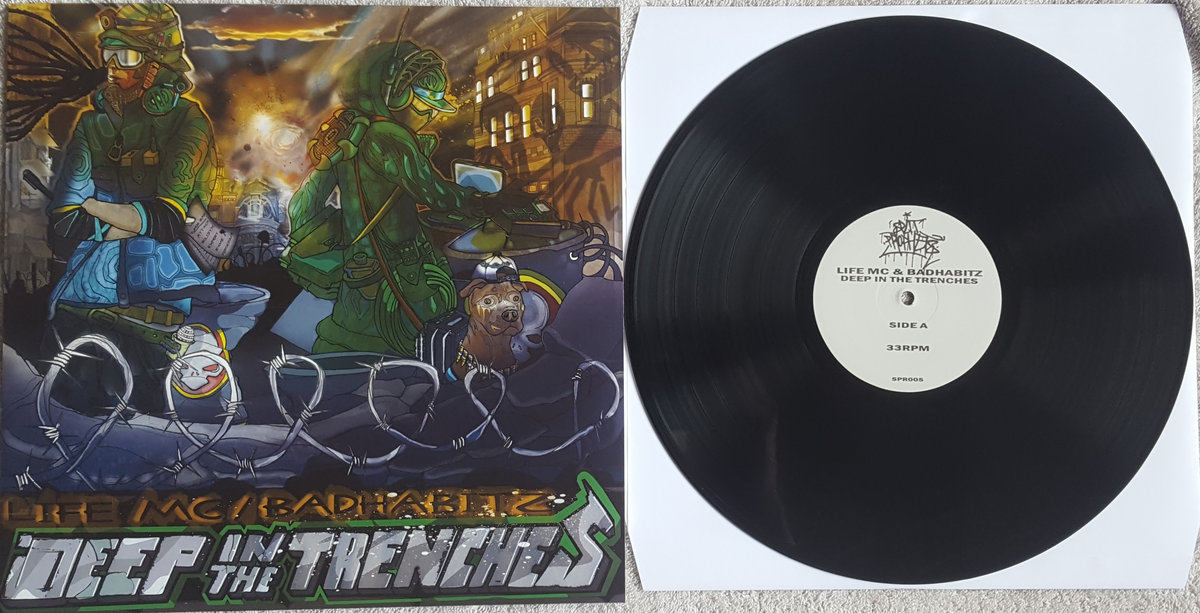 LIFE MC / BADHABITZ
DEEP IN THE TRENCHES
LIFE MC & BADHABITZ
DEEP IN THE TRENCHES
SIDE A
33RPM
SPR005